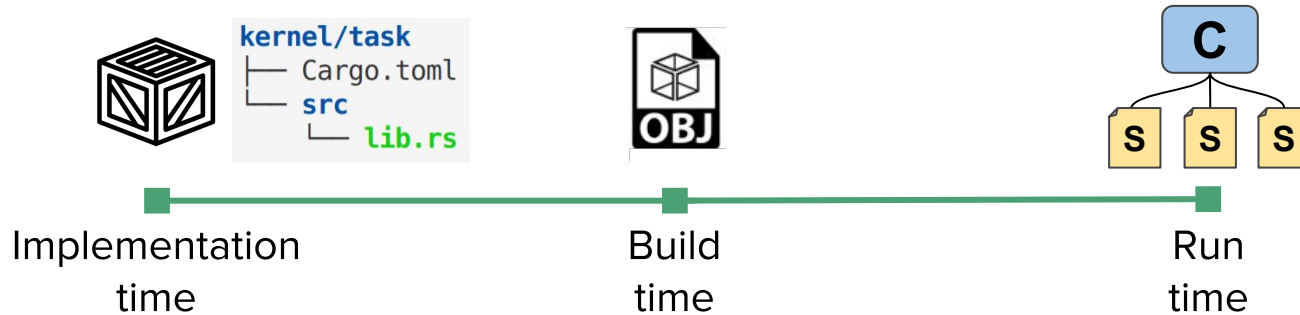 kernel/task
├── Cargo.toml
└── src
└── lib.rs
OBJ
C
S S S
Implementation
time
Build
time
Run
time